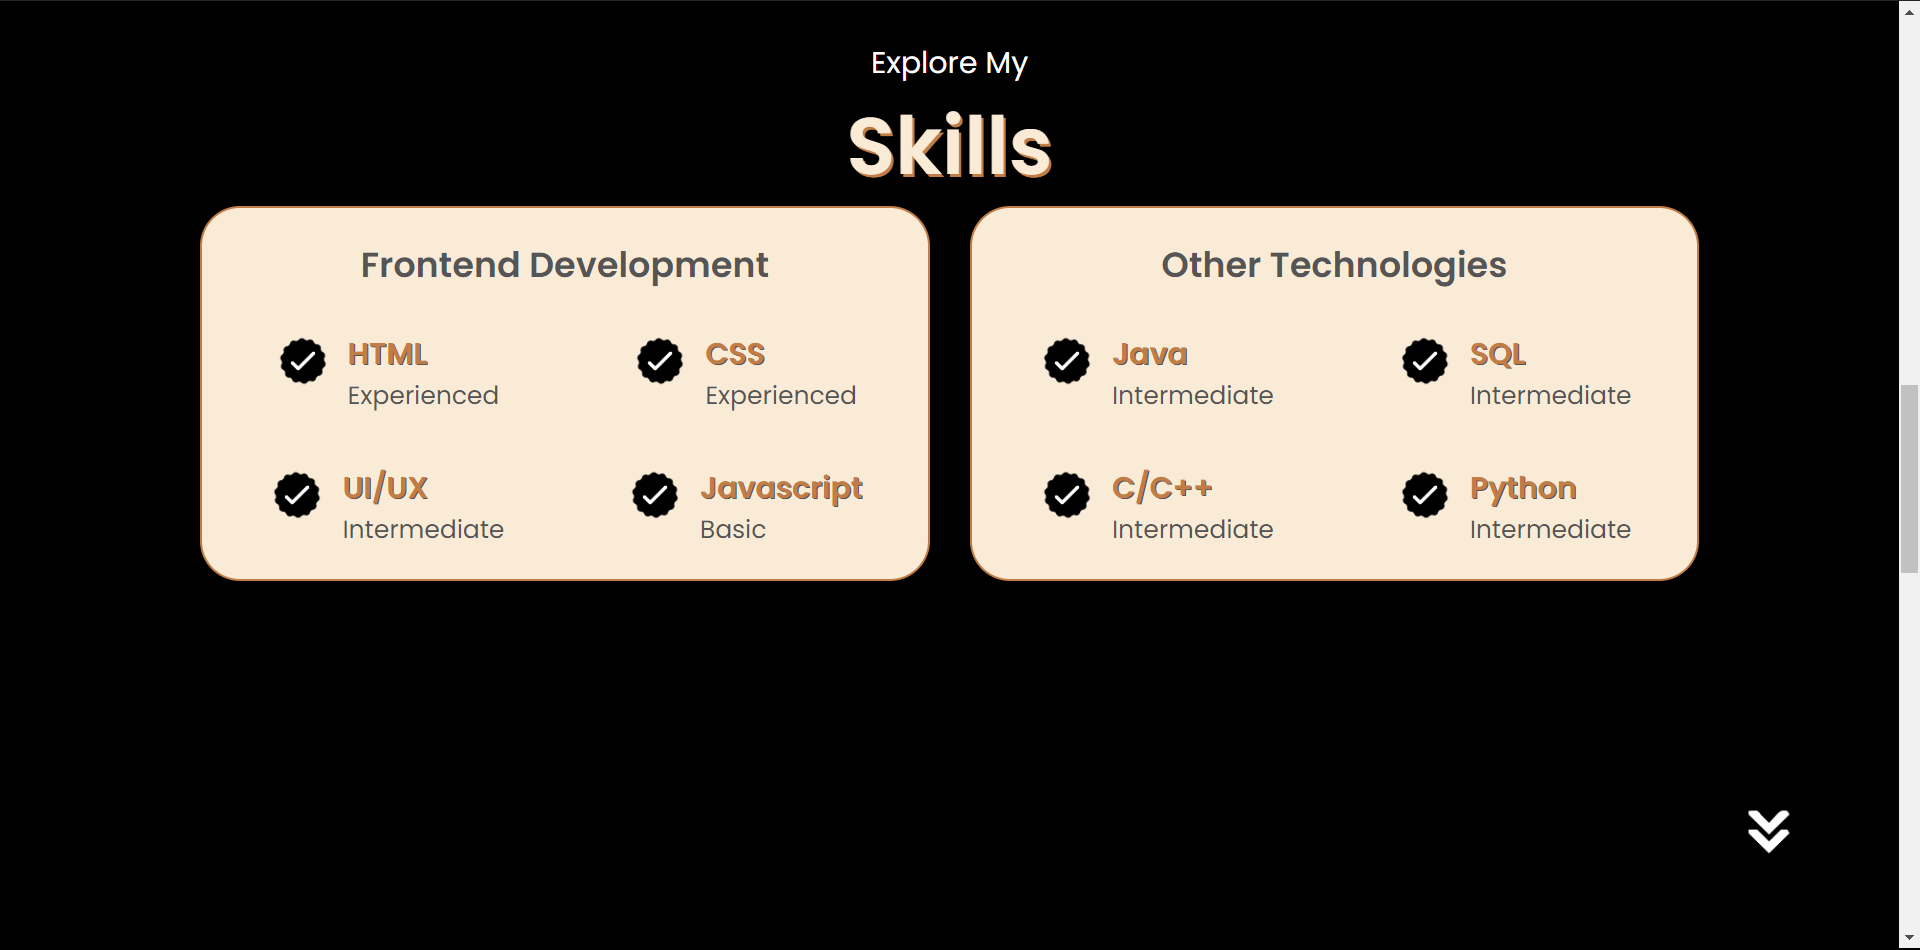 Explore My
Skills
Frontend Development
HTML
Experienced
CSS
Experienced
UI/UX
Intermediate
Javascript
Basic
Other Technologies
Java
Intermediate
SQL
Intermediate
C/C++
Intermediate
Python
Intermediate